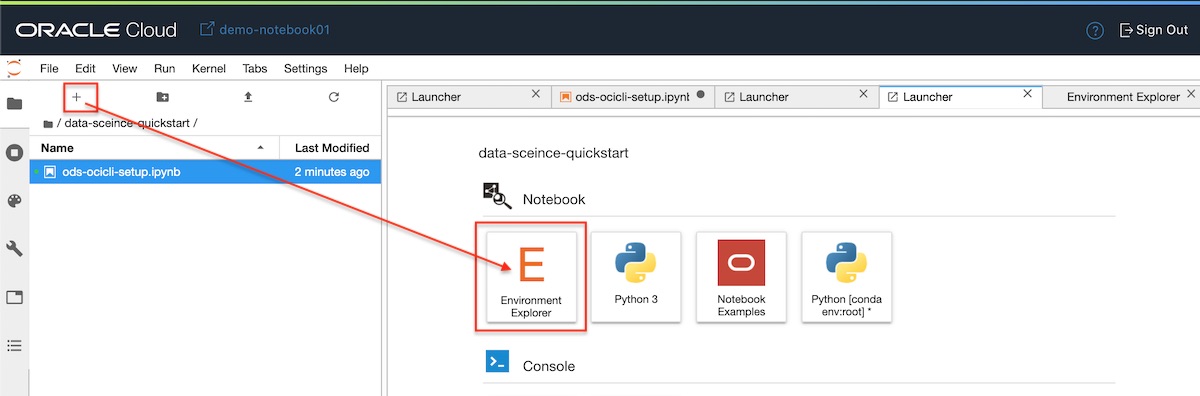 ORACLE Cloud demo-notebook01 ? Sign Out
File Edit View Run Kernel Tabs Settings Help
Launcher ods-ocicli-setup.ipynb Launcher Launcher Environment Explorer
/ data-sceince-quickstart /
Name Last Modified
ods-ocicli-setup.ipynb 2 minutes ago
data-sceince-quickstart
Notebook
E
Environment
Explorer
Python 3
Notebook
Examples
Python [conda
env:root] *
Console